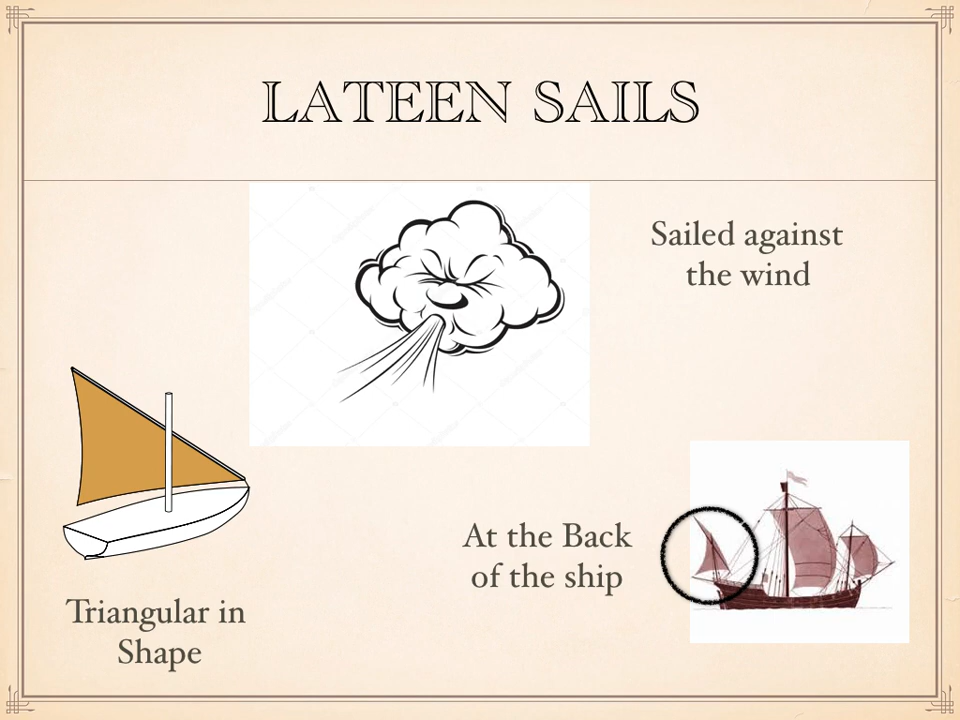 LATEEN SAILS
Sailed against
the wind
At the Back
of the ship
Triangular in
Shape